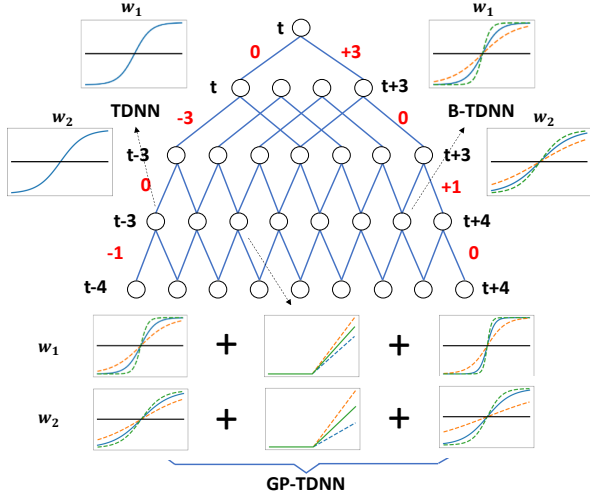 w₁
w₁
t
0
+3
t
t+3
TDNN
-3
0
B-TDNN
w₂
w₂
t-3
t+3
0
+1
t-3
t+4
-1
0
t-4
t+4
w₁
+
+
w₂
+
+
GP-TDNN